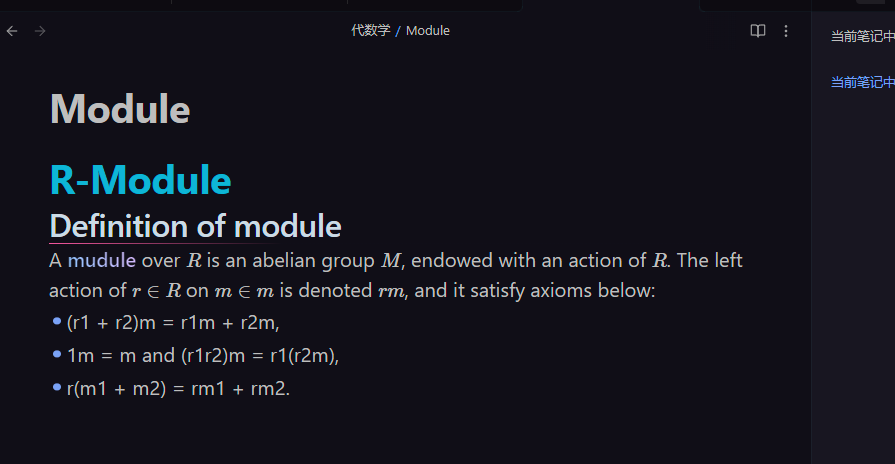 代数学 / Module
当前笔记中
当前笔记中
Module
R-Module
Definition of module
A mudule over R is an abelian group M, endowed with an action of R. The left
action of r ∈ R on m ∈ m is denoted rm, and it satisfy axioms below:
(r1 + r2)m = r1m + r2m,
1m = m and (r1r2)m = r1(r2m),
r(m1 + m2) = rm1 + rm2.